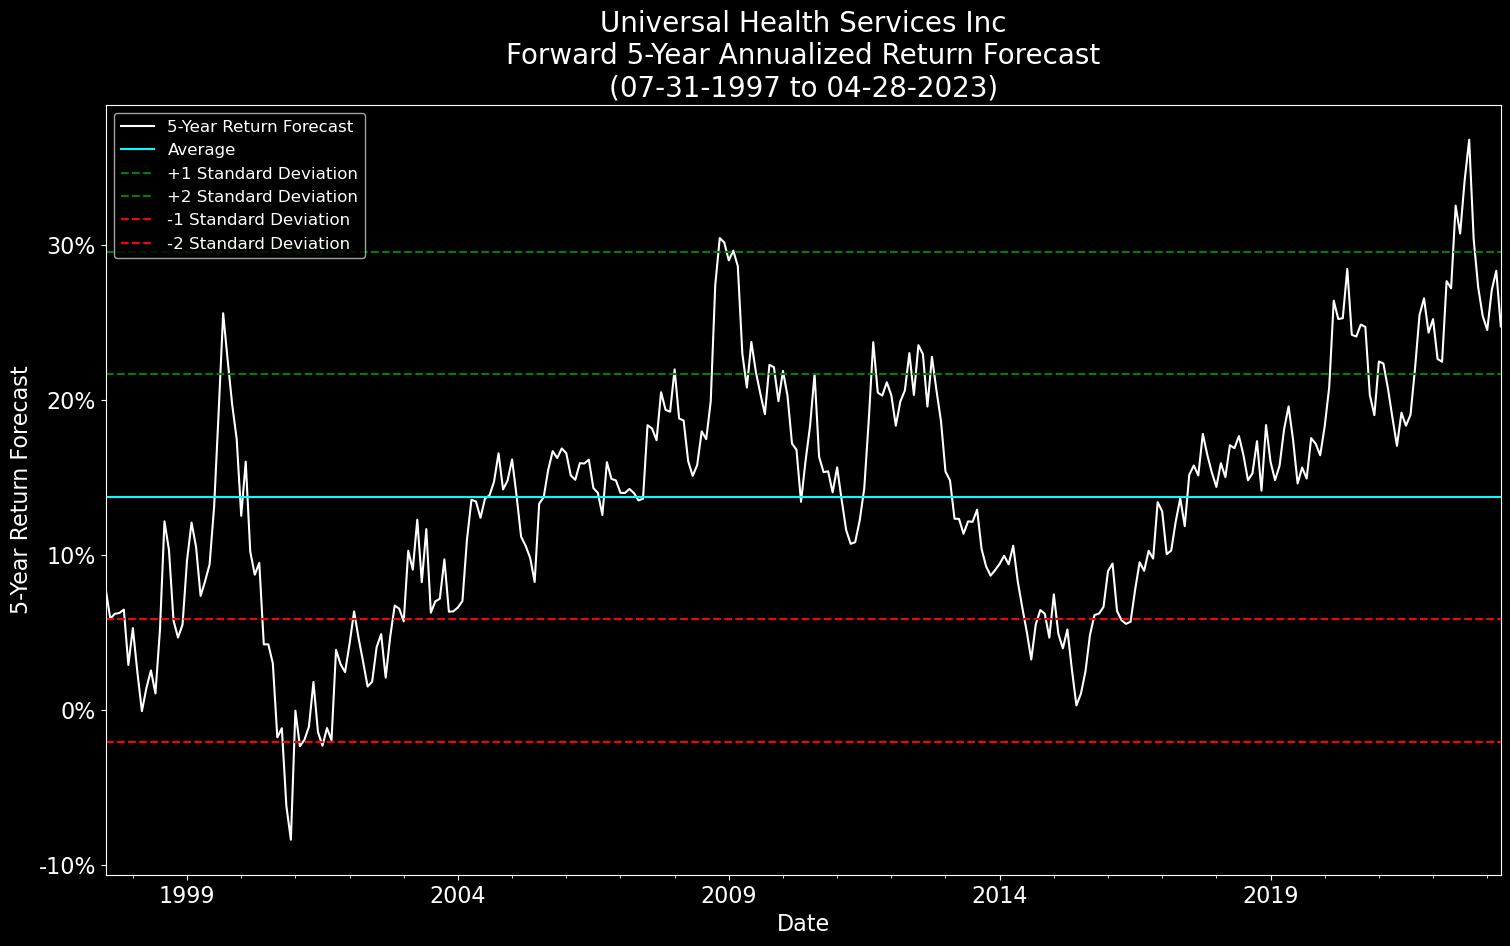 Universal Health Services Inc
Forward 5-Year Annualized Return Forecast
(07-31-1997 to 04-28-2023)
5-Year Return Forecast
Average
+1 Standard Deviation
+2 Standard Deviation
-1 Standard Deviation
-2 Standard Deviation
5-Year Return Forecast
30%
20%
10%
0%
-10%
1999
2004
2009
2014
2019
Date